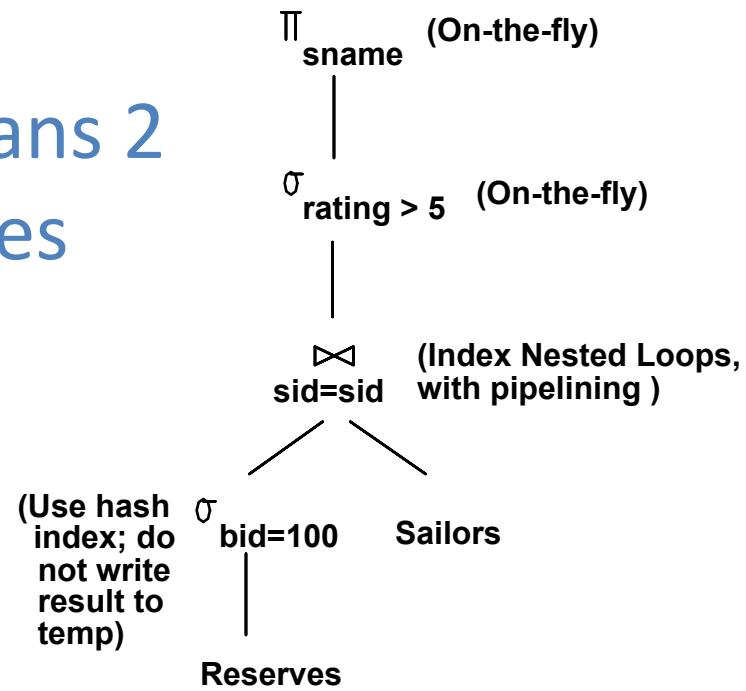 π sname (On-the-fly)
ans 2
σ rating > 5 (On-the-fly)
es
⋈ (Index Nested Loops,
sid=sid with pipelining )
(Use hash
index; do
not write
result to
temp)
σ bid=100
Sailors
Reserves